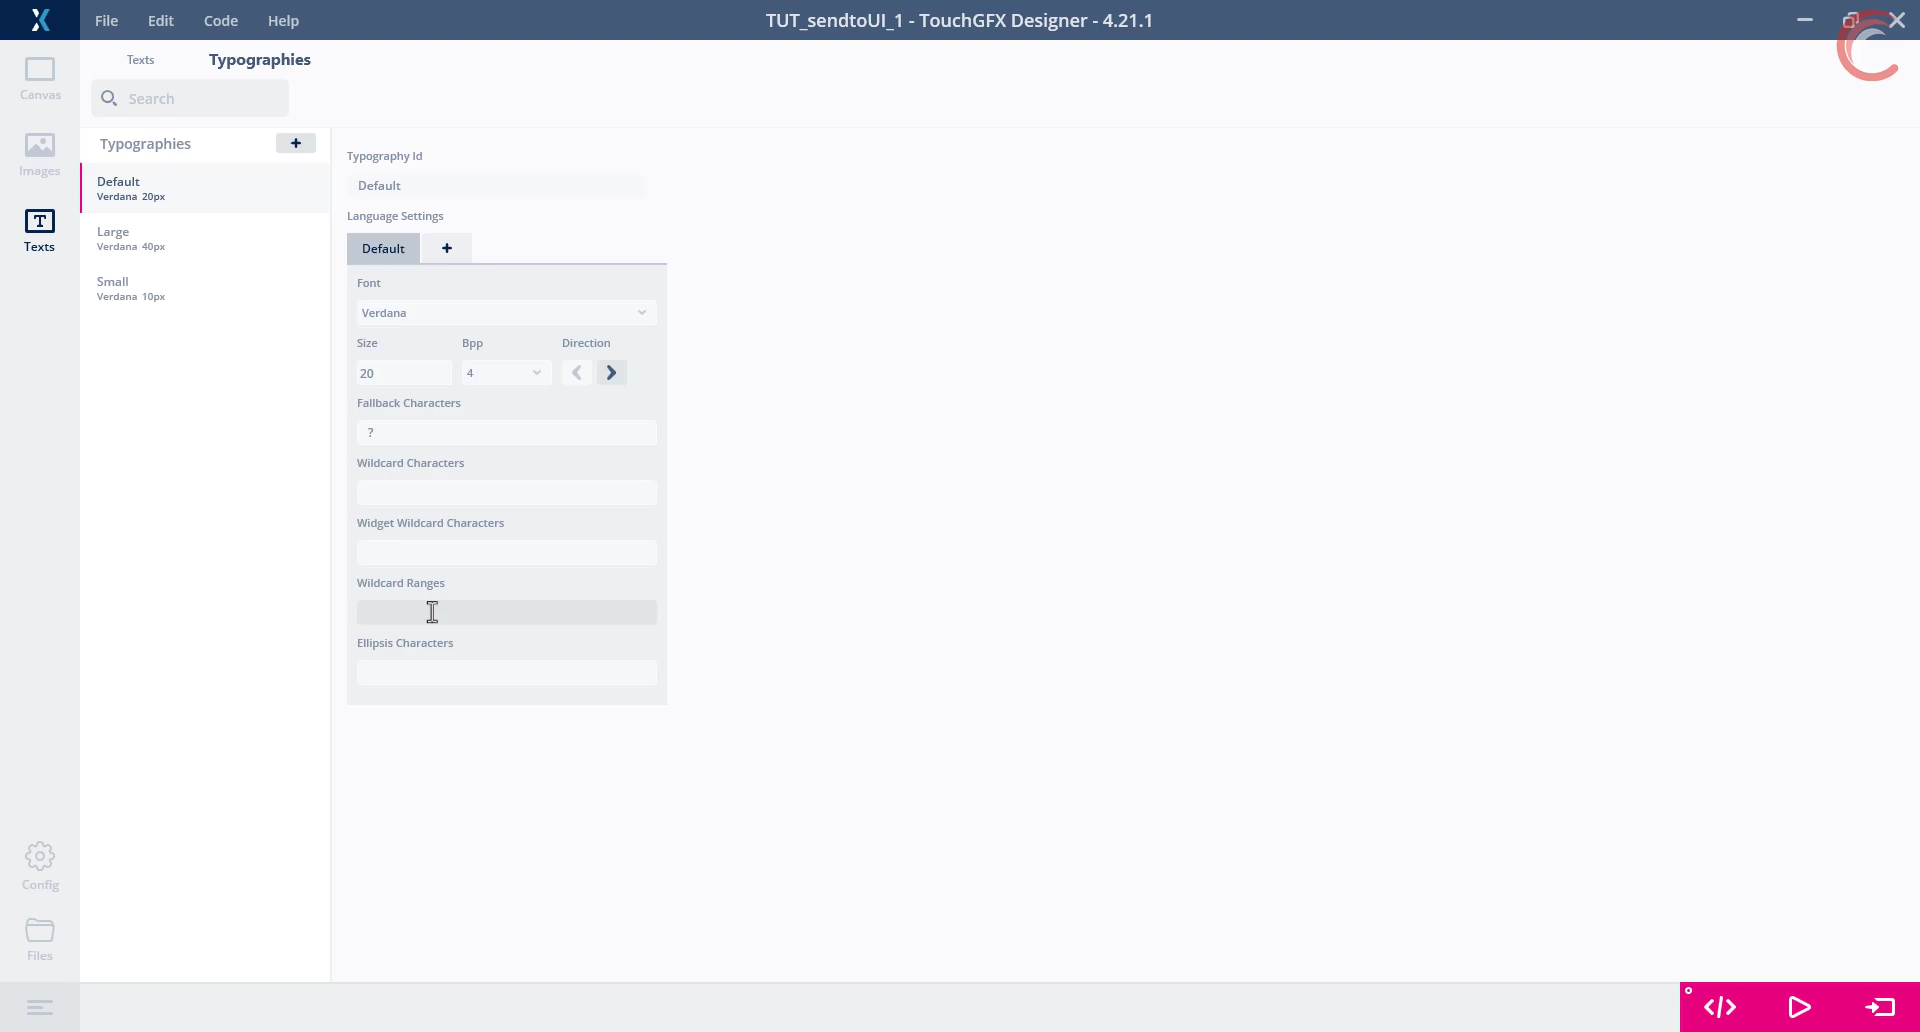 File Edit Code Help
TUT_sendtoUI_1 - TouchGFX Designer - 4.21.1
Canvas
Images
T
Texts
Config
Files
Texts Typographies
Search
Typographies +
Default
Verdana 20px
Large
Verdana 40px
Small
Verdana 10px
Typography Id
Default
Language Settings
Default +
Font
Verdana
Size Bpp Direction
20 4
Fallback Characters
?
Wildcard Characters
Widget Wildcard Characters
Wildcard Ranges
Ellipsis Characters